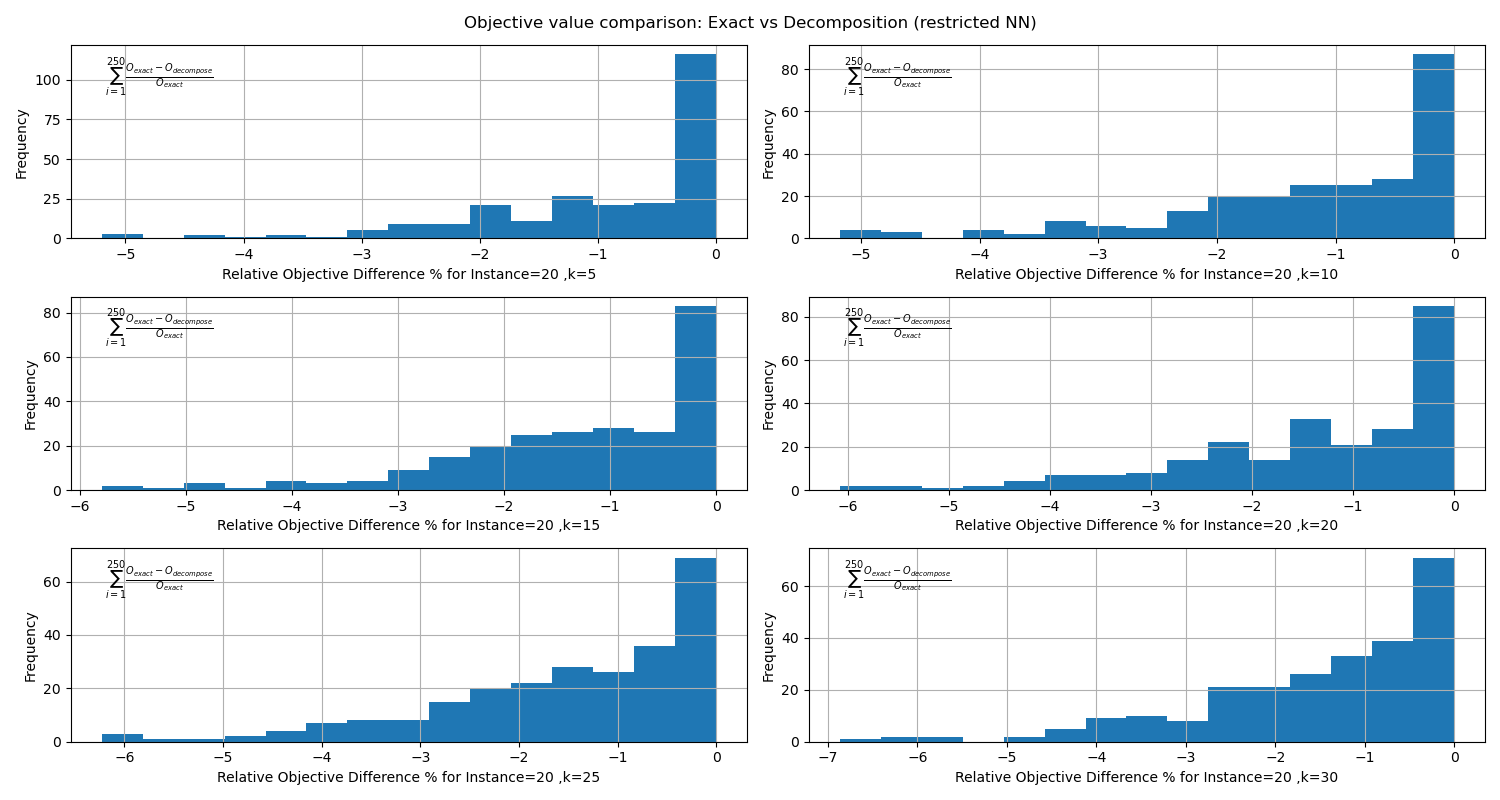 Objective value comparison: Exact vs Decomposition (restricted NN)
Frequency
100
75
50
25
0
250
∑
i=1
O_exact − O_decompose
O_exact
−5 −4 −3 −2 −1 0
Relative Objective Difference % for Instance=20 ,k=5
Frequency
80
60
40
20
0
250
∑
i=1
O_exact − O_decompose
O_exact
−5 −4 −3 −2 −1 0
Relative Objective Difference % for Instance=20 ,k=10
Frequency
80
60
40
20
0
250
∑
i=1
O_exact − O_decompose
O_exact
−6 −5 −4 −3 −2 −1 0
Relative Objective Difference % for Instance=20 ,k=15
Frequency
80
60
40
20
0
250
∑
i=1
O_exact − O_decompose
O_exact
−6 −5 −4 −3 −2 −1 0
Relative Objective Difference % for Instance=20 ,k=20
Frequency
60
40
20
0
250
∑
i=1
O_exact − O_decompose
O_exact
−6 −5 −4 −3 −2 −1 0
Relative Objective Difference % for Instance=20 ,k=25
Frequency
60
40
20
0
250
∑
i=1
O_exact − O_decompose
O_exact
−7 −6 −5 −4 −3 −2 −1 0
Relative Objective Difference % for Instance=20 ,k=30